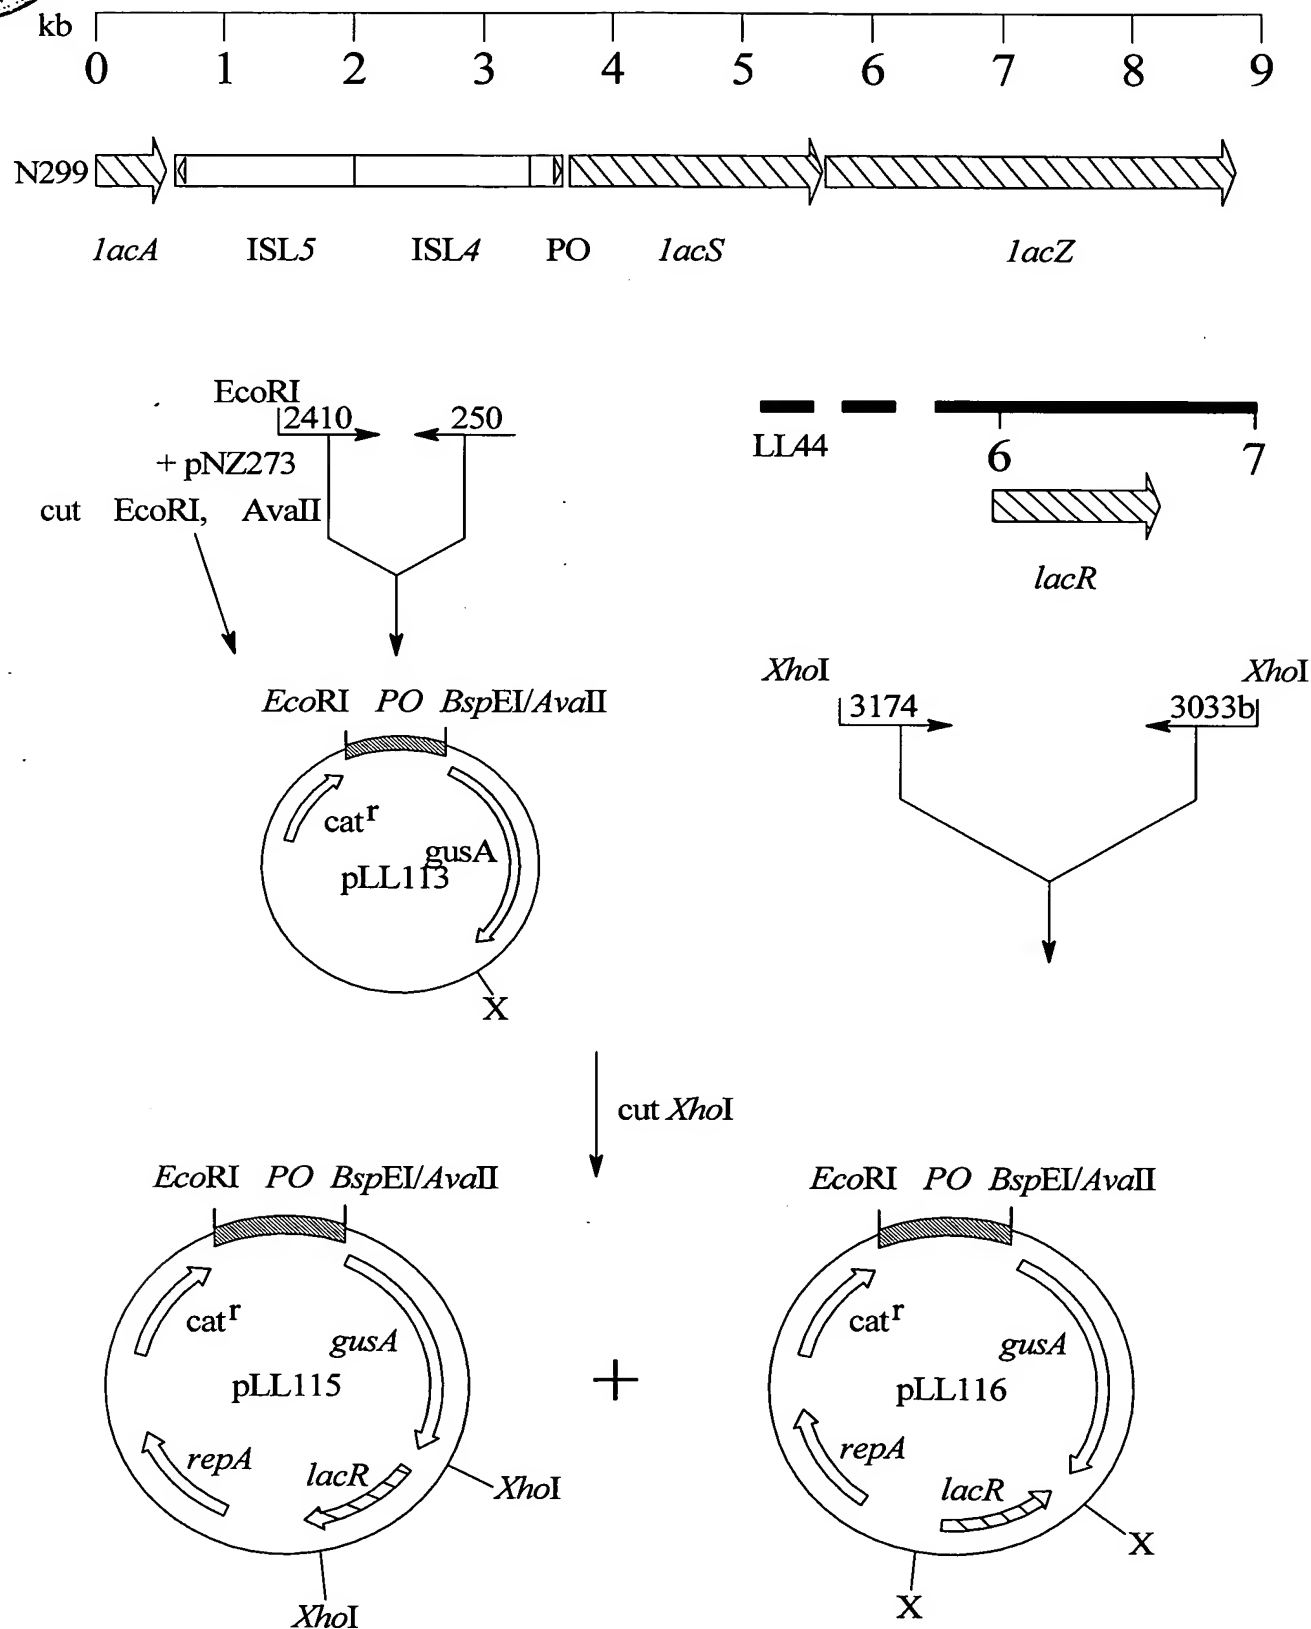 kb
0 1 2 3 4 5 6 7 8 9
N299
lacA ISL5 ISL4 PO lacS lacZ
EcoRI
2410 250
+ pNZ273
cut EcoRI, AvaII
LL44
6 7
lacR
XhoI XhoI
3174 3033b
EcoRI PO BspEI/AvaII
catr
gusA
pLL113
X
cut XhoI
EcoRI PO BspEI/AvaII
catr
gusA
pLL115
repA
lacR
XhoI
XhoI
+
EcoRI PO BspEI/AvaII
catr
gusA
pLL116
repA
lacR
X
X